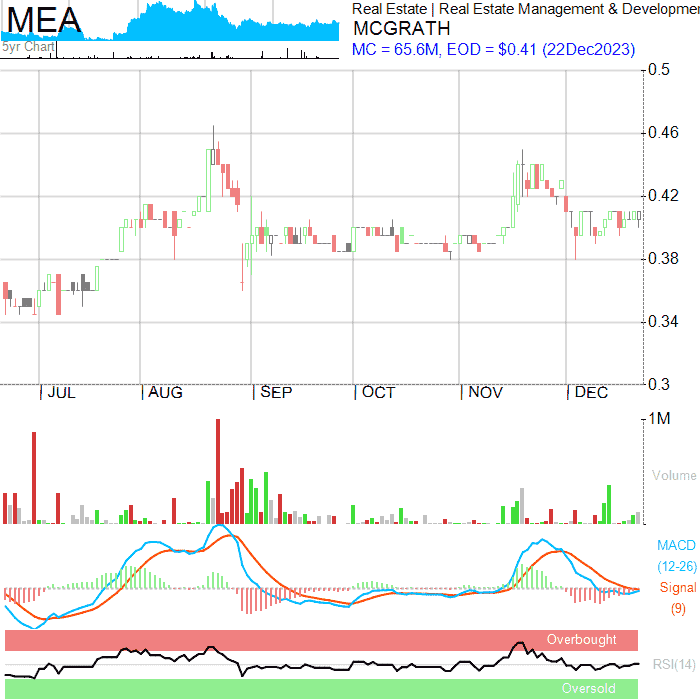 MEA
Real Estate | Real Estate Management & Developmen
MCGRATH
5yr Chart
MC = 65.6M, EOD = $0.41 (22Dec2023)
0.5
0.46
0.42
0.38
0.34
0.3
JUL
AUG
SEP
OCT
NOV
DEC
1M
Volume
MACD
(12-26)
Signal
(9)
Overbought
RSI(14)
Oversold